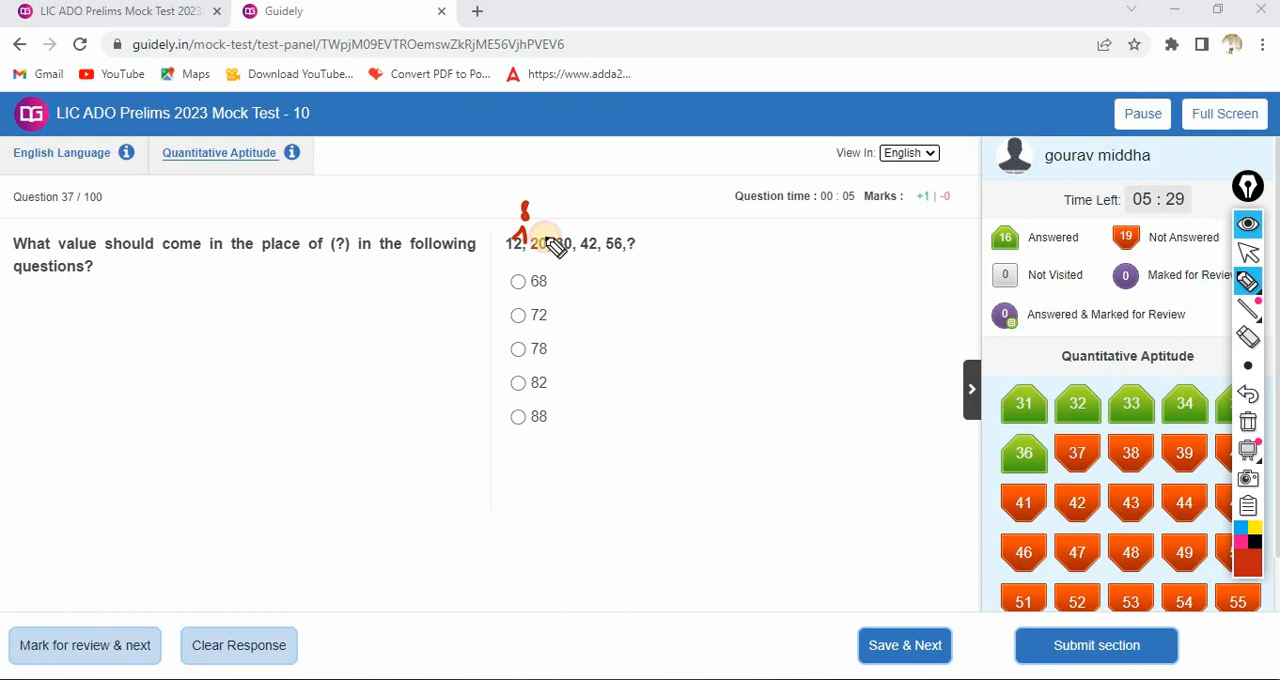 LIC ADO Prelims Mock Test 2023
Guidely
guidely.in/mock-test/test-panel/TWpjM09EVTROemswZkRjME56VjhPVEV6
Gmail
YouTube
Maps
Download YouTube...
Convert PDF to Po...
https://www.adda2...
DG
LIC ADO Prelims 2023 Mock Test - 10
Pause
Full Screen
English Language
Quantitative Aptitude
View In:
English
gourav middha
Question 37 / 100
Question time : 00 : 05
Marks :
+1 | -0
Time Left:
05 : 29
8
What value should come in the place of (?) in the following
questions?
12, 20, 30, 42, 56,?
68
72
78
82
88
16
Answered
19
Not Answered
0
Not Visited
0
Maked for Revie
0
Answered & Marked for Review
Quantitative Aptitude
31
32
33
34
36
37
38
39
41
42
43
44
46
47
48
49
51
52
53
54
55
Mark for review & next
Clear Response
Save & Next
Submit section